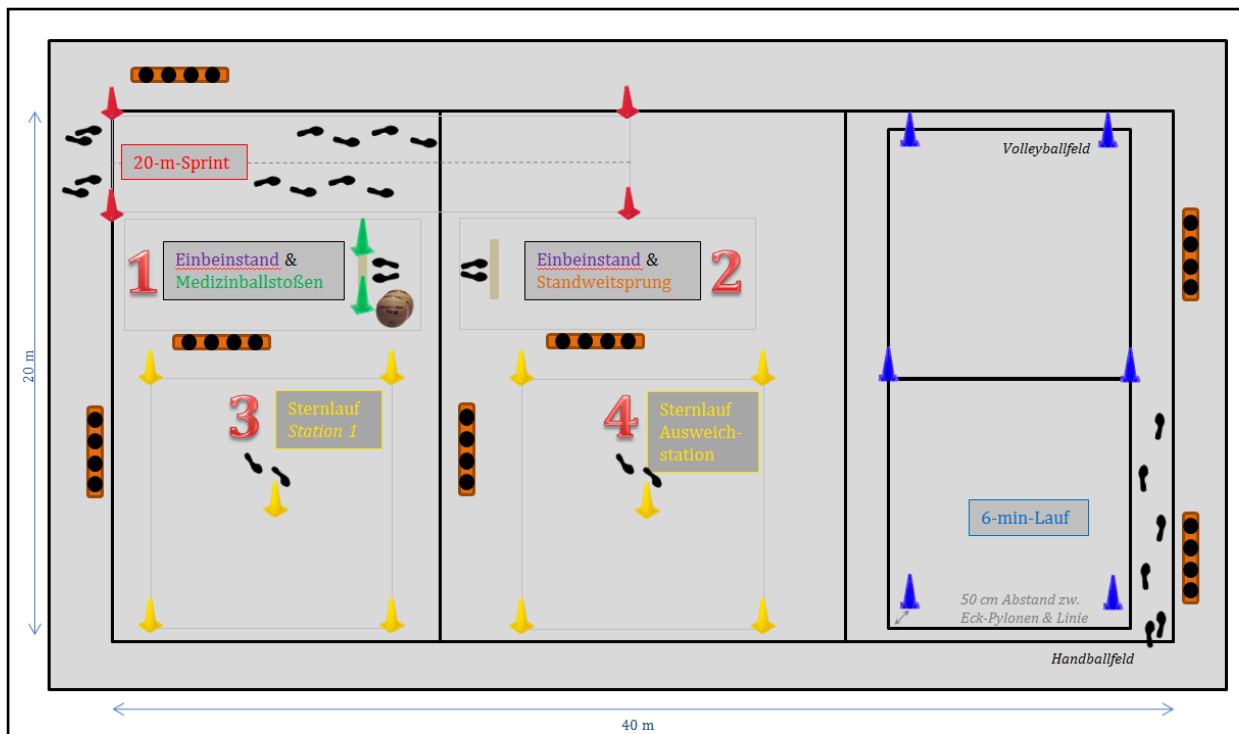 Volleyballfeld
20-m-Sprint
1
Einbeinstand &
Medizinballstoßen
Einbeinstand &
Standweitsprung
2
20 m
3
Sternlauf
Station 1
4
Sternlauf
Ausweich-
station
6-min-Lauf
50 cm Abstand zw.
Eck-Pylonen & Linie
Handballfeld
40 m